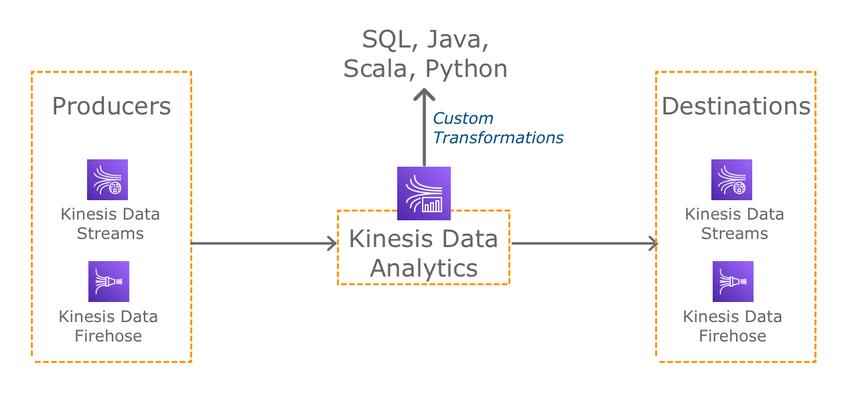 SQL, Java,
Scala, Python
Custom
Transformations
Producers
Kinesis Data
Streams
Kinesis Data
Firehose
Kinesis Data
Analytics
Destinations
Kinesis Data
Streams
Kinesis Data
Firehose